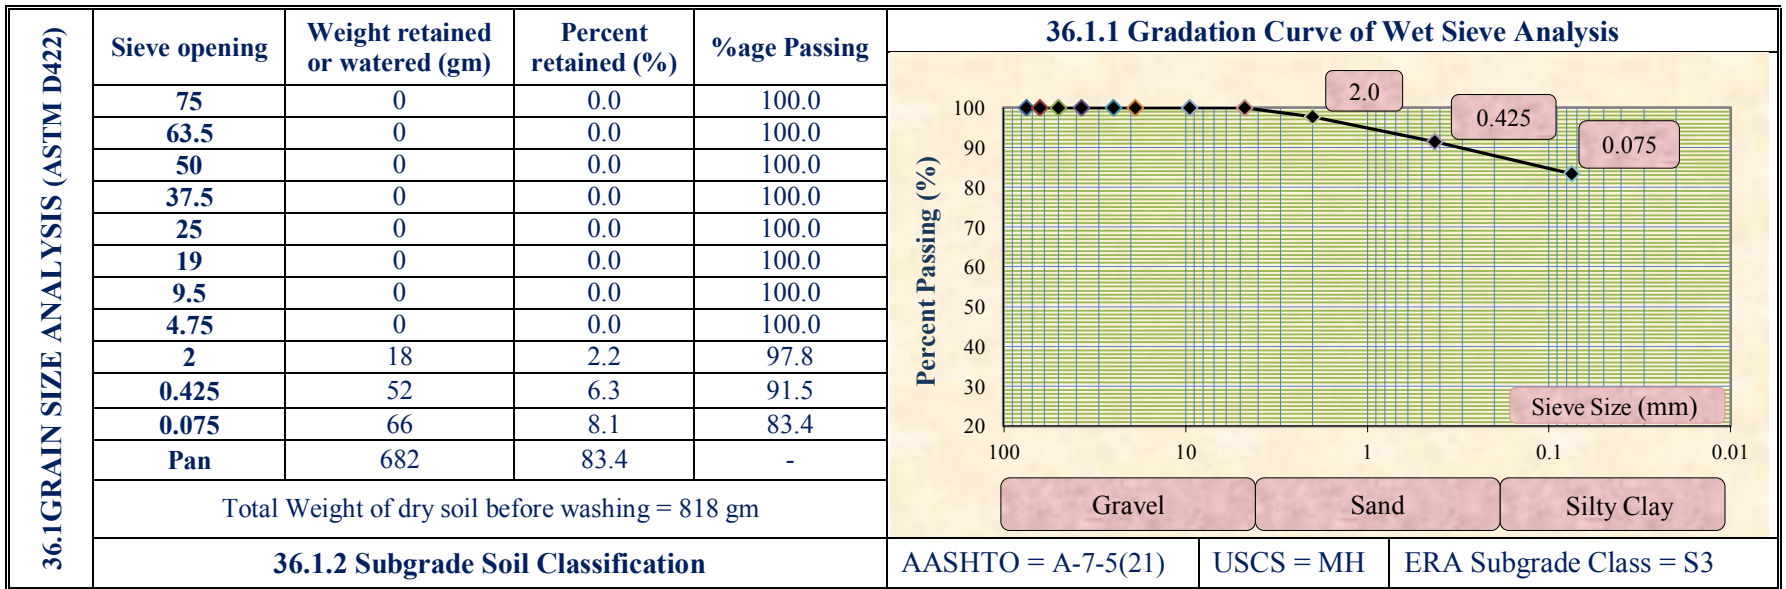 36.1GRAIN SIZE ANALYSIS (ASTM D422)
Sieve opening | Weight retained or watered (gm) | Percent retained (%) | %age Passing
75 | 0 | 0.0 | 100.0
63.5 | 0 | 0.0 | 100.0
50 | 0 | 0.0 | 100.0
37.5 | 0 | 0.0 | 100.0
25 | 0 | 0.0 | 100.0
19 | 0 | 0.0 | 100.0
9.5 | 0 | 0.0 | 100.0
4.75 | 0 | 0.0 | 100.0
2 | 18 | 2.2 | 97.8
0.425 | 52 | 6.3 | 91.5
0.075 | 66 | 8.1 | 83.4
Pan | 682 | 83.4 | -
Total Weight of dry soil before washing = 818 gm
36.1.1 Gradation Curve of Wet Sieve Analysis
Percent Passing (%)
100
90
80
70
60
50
40
30
20
2.0
0.425
0.075
Sieve Size (mm)
100 10 1 0.1 0.01
Gravel Sand Silty Clay
36.1.2 Subgrade Soil Classification
AASHTO = A-7-5(21) | USCS = MH | ERA Subgrade Class = S3